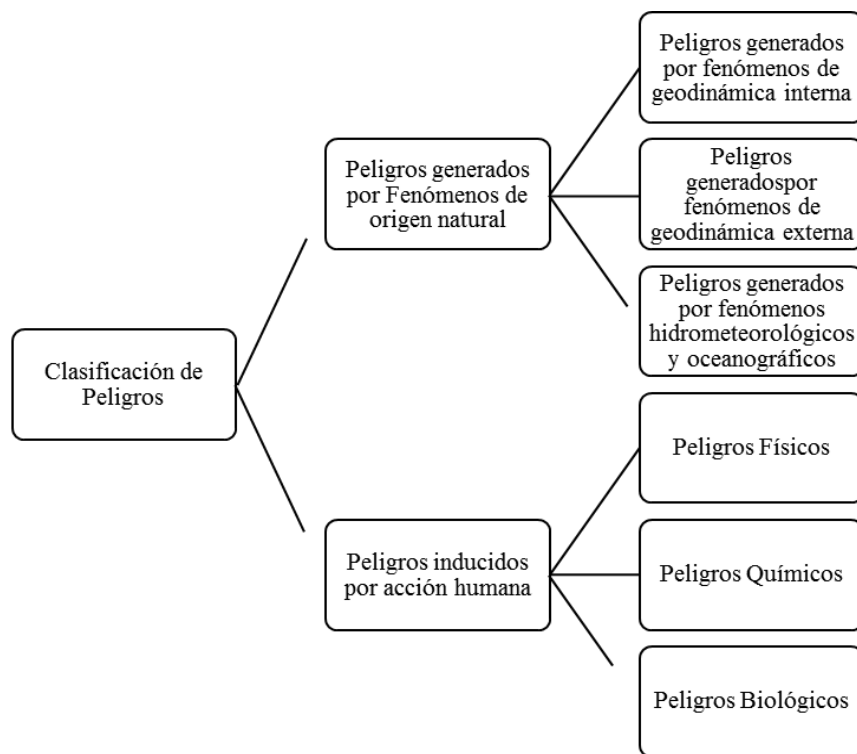 Clasificación de
Peligros
Peligros generados
por Fenómenos de
origen natural
Peligros generados
por fenómenos de
geodinámica interna
Peligros
generadospor
fenómenos de
geodinámica externa
Peligros generados
por fenómenos
hidrometeorológicos
y oceanográficos
Peligros inducidos
por acción humana
Peligros Físicos
Peligros Químicos
Peligros Biológicos